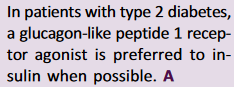 In patients with type 2 diabetes,
a glucagon-like peptide 1 recep-
tor agonist is preferred to in-
sulin when possible. A